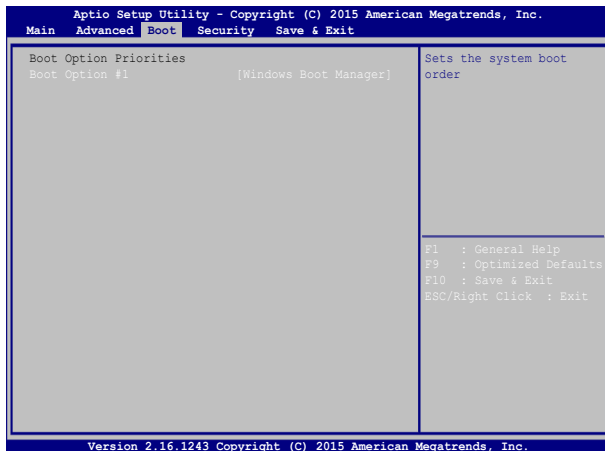 Aptio Setup Utility - Copyright (C) 2015 American Megatrends, Inc.
Main Advanced Boot Security Save & Exit
Boot Option Priorities
Boot Option #1 [Windows Boot Manager]
Sets the system boot
order
F1 : General Help
F9 : Optimized Defaults
F10 : Save & Exit
ESC/Right Click : Exit
Version 2.16.1243 Copyright (C) 2015 American Megatrends, Inc.